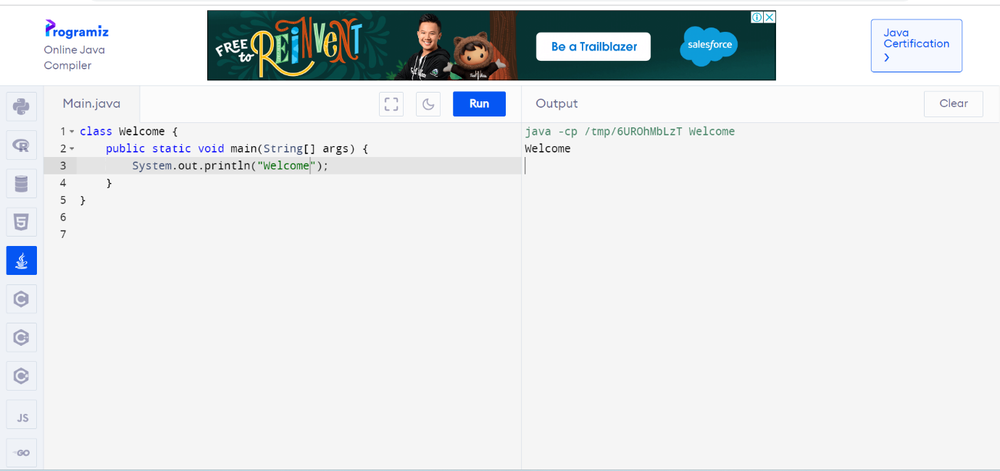 Programiz
Online Java
Compiler
FREE
to
REINVENT
Be a Trailblazer
salesforce
Java
Certification
Main.java
Run
Output
Clear
1 class Welcome {
2 public static void main(String[] args) {
3 System.out.println("Welcome");
4 }
5 }
6
7
java -cp /tmp/6UROhMbLzT Welcome
Welcome
JS
GO